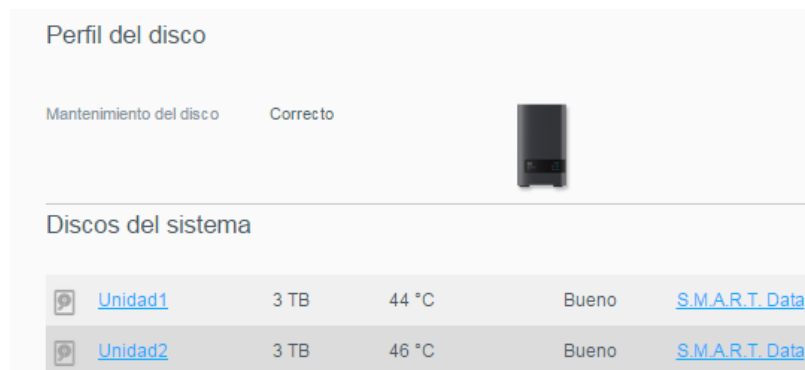 Perfil del disco
Mantenimiento del disco Correcto
Discos del sistema
Unidad1 3 TB 44 °C Bueno S.M.A.R.T. Data
Unidad2 3 TB 46 °C Bueno S.M.A.R.T. Data